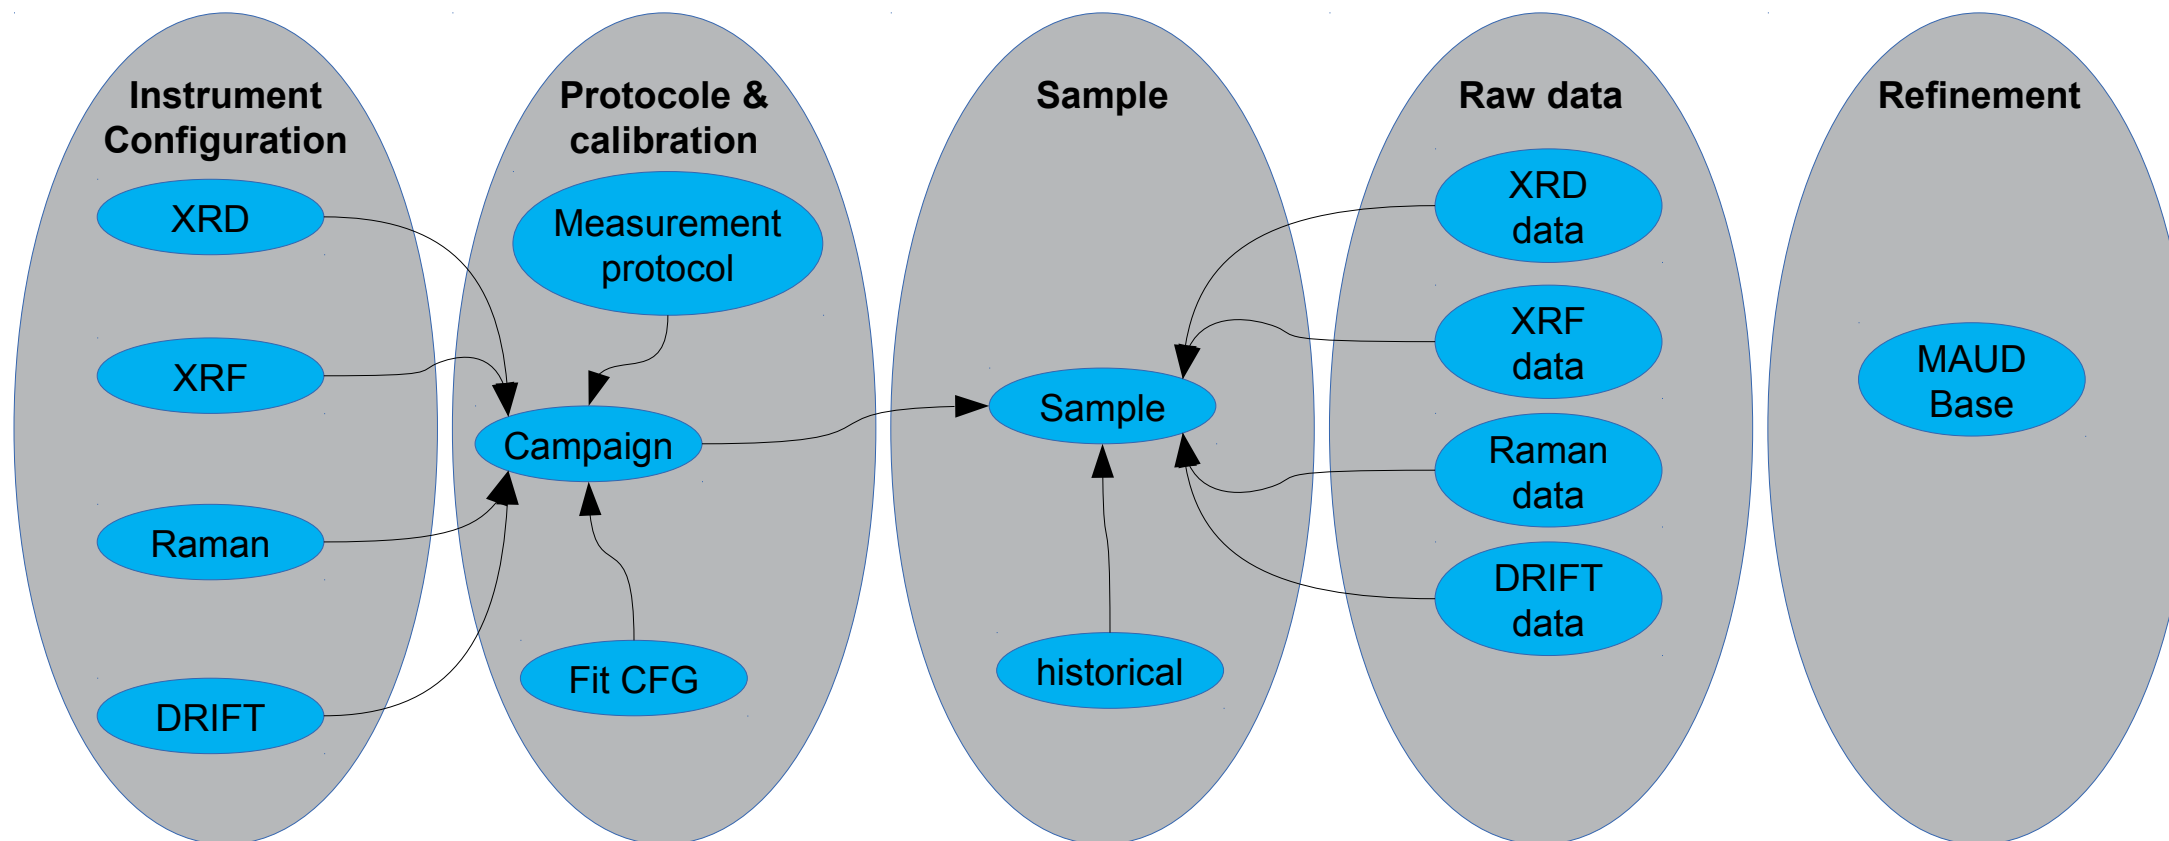 Instrument
Configuration
XRD
XRF
Raman
DRIFT
Protocole &
calibration
Measurement
protocol
Campaign
Fit CFG
Sample
Sample
historical
Raw data
XRD
data
XRF
data
Raman
data
DRIFT
data
Refinement
MAUD
Base